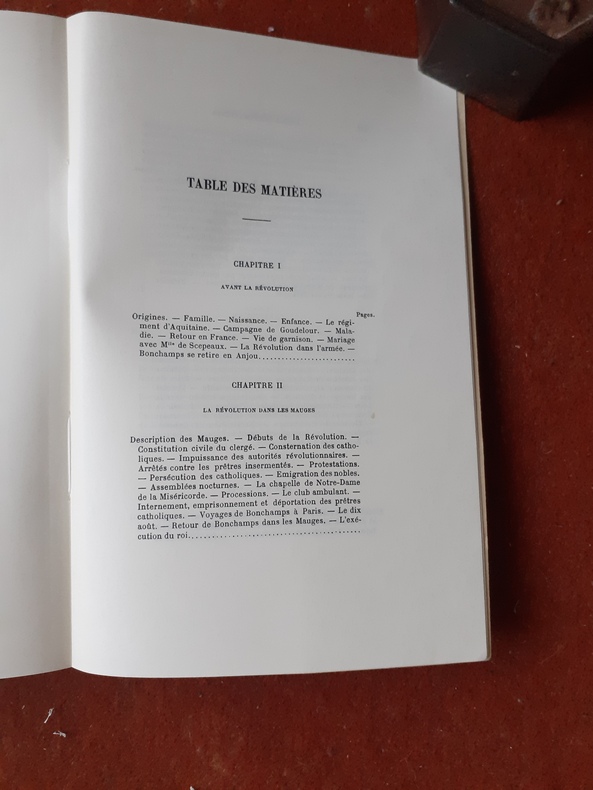 TABLE DES MATIÈRES
CHAPITRE I
AVANT LA RÉVOLUTION
Pages.
Origines. — Famille. — Naissance. — Enfance. — Le régi-
ment d'Aquitaine. — Campagne de Goudelour. — Mala-
die. — Retour en France. — Vie de garnison. — Mariage
avec Mlle de Scepeaux. — La Révolution dans l'armée. —
Bonchamps se retire en Anjou........................
CHAPITRE II
LA RÉVOLUTION DANS LES MAUGES
Description des Mauges. — Débuts de la Révolution. —
Constitution civile du clergé. — Consternation des catho-
liques. — Impuissance des autorités révolutionnaires. —
Arrêtés contre les prêtres insermentés. — Protestations.
— Persécution des catholiques. — Emigration des nobles.
— Assemblées nocturnes. — La chapelle de Notre-Dame
de la Miséricorde. — Processions. — Le club ambulant. —
Internement, emprisonnement et déportation des prêtres
catholiques. — Voyages de Bonchamps à Paris. — Le dix
août. — Retour de Bonchamps dans les Mauges. — L'exé-
cution du roi........................................